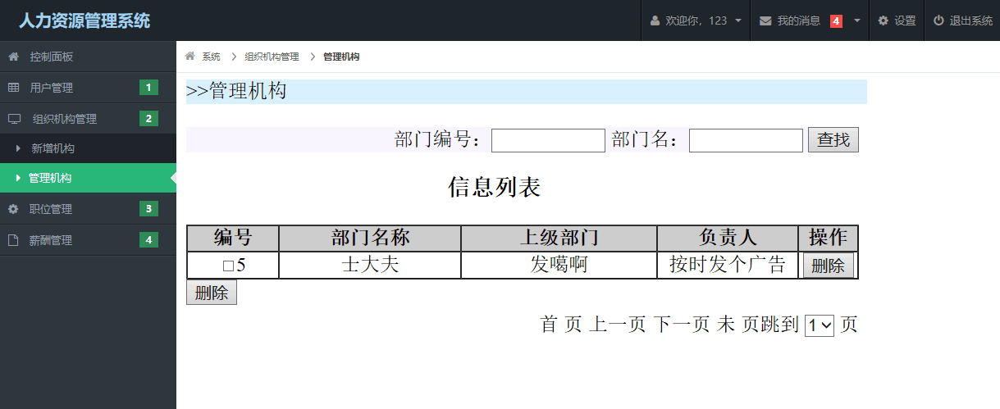 人力资源管理系统
欢迎你，123
我的消息 4
设置
退出系统
控制面板
用户管理 1
组织机构管理 2
新增机构
管理机构
职位管理 3
薪酬管理 4
系统 > 组织机构管理 > 管理机构
>>管理机构
部门编号： 部门名： 查找
信息列表
编号 部门名称 上级部门 负责人 操作
5 士大夫 发噶啊 按时发个广告 删除
删除
首 页 上一页 下一页 未 页跳到 1 页